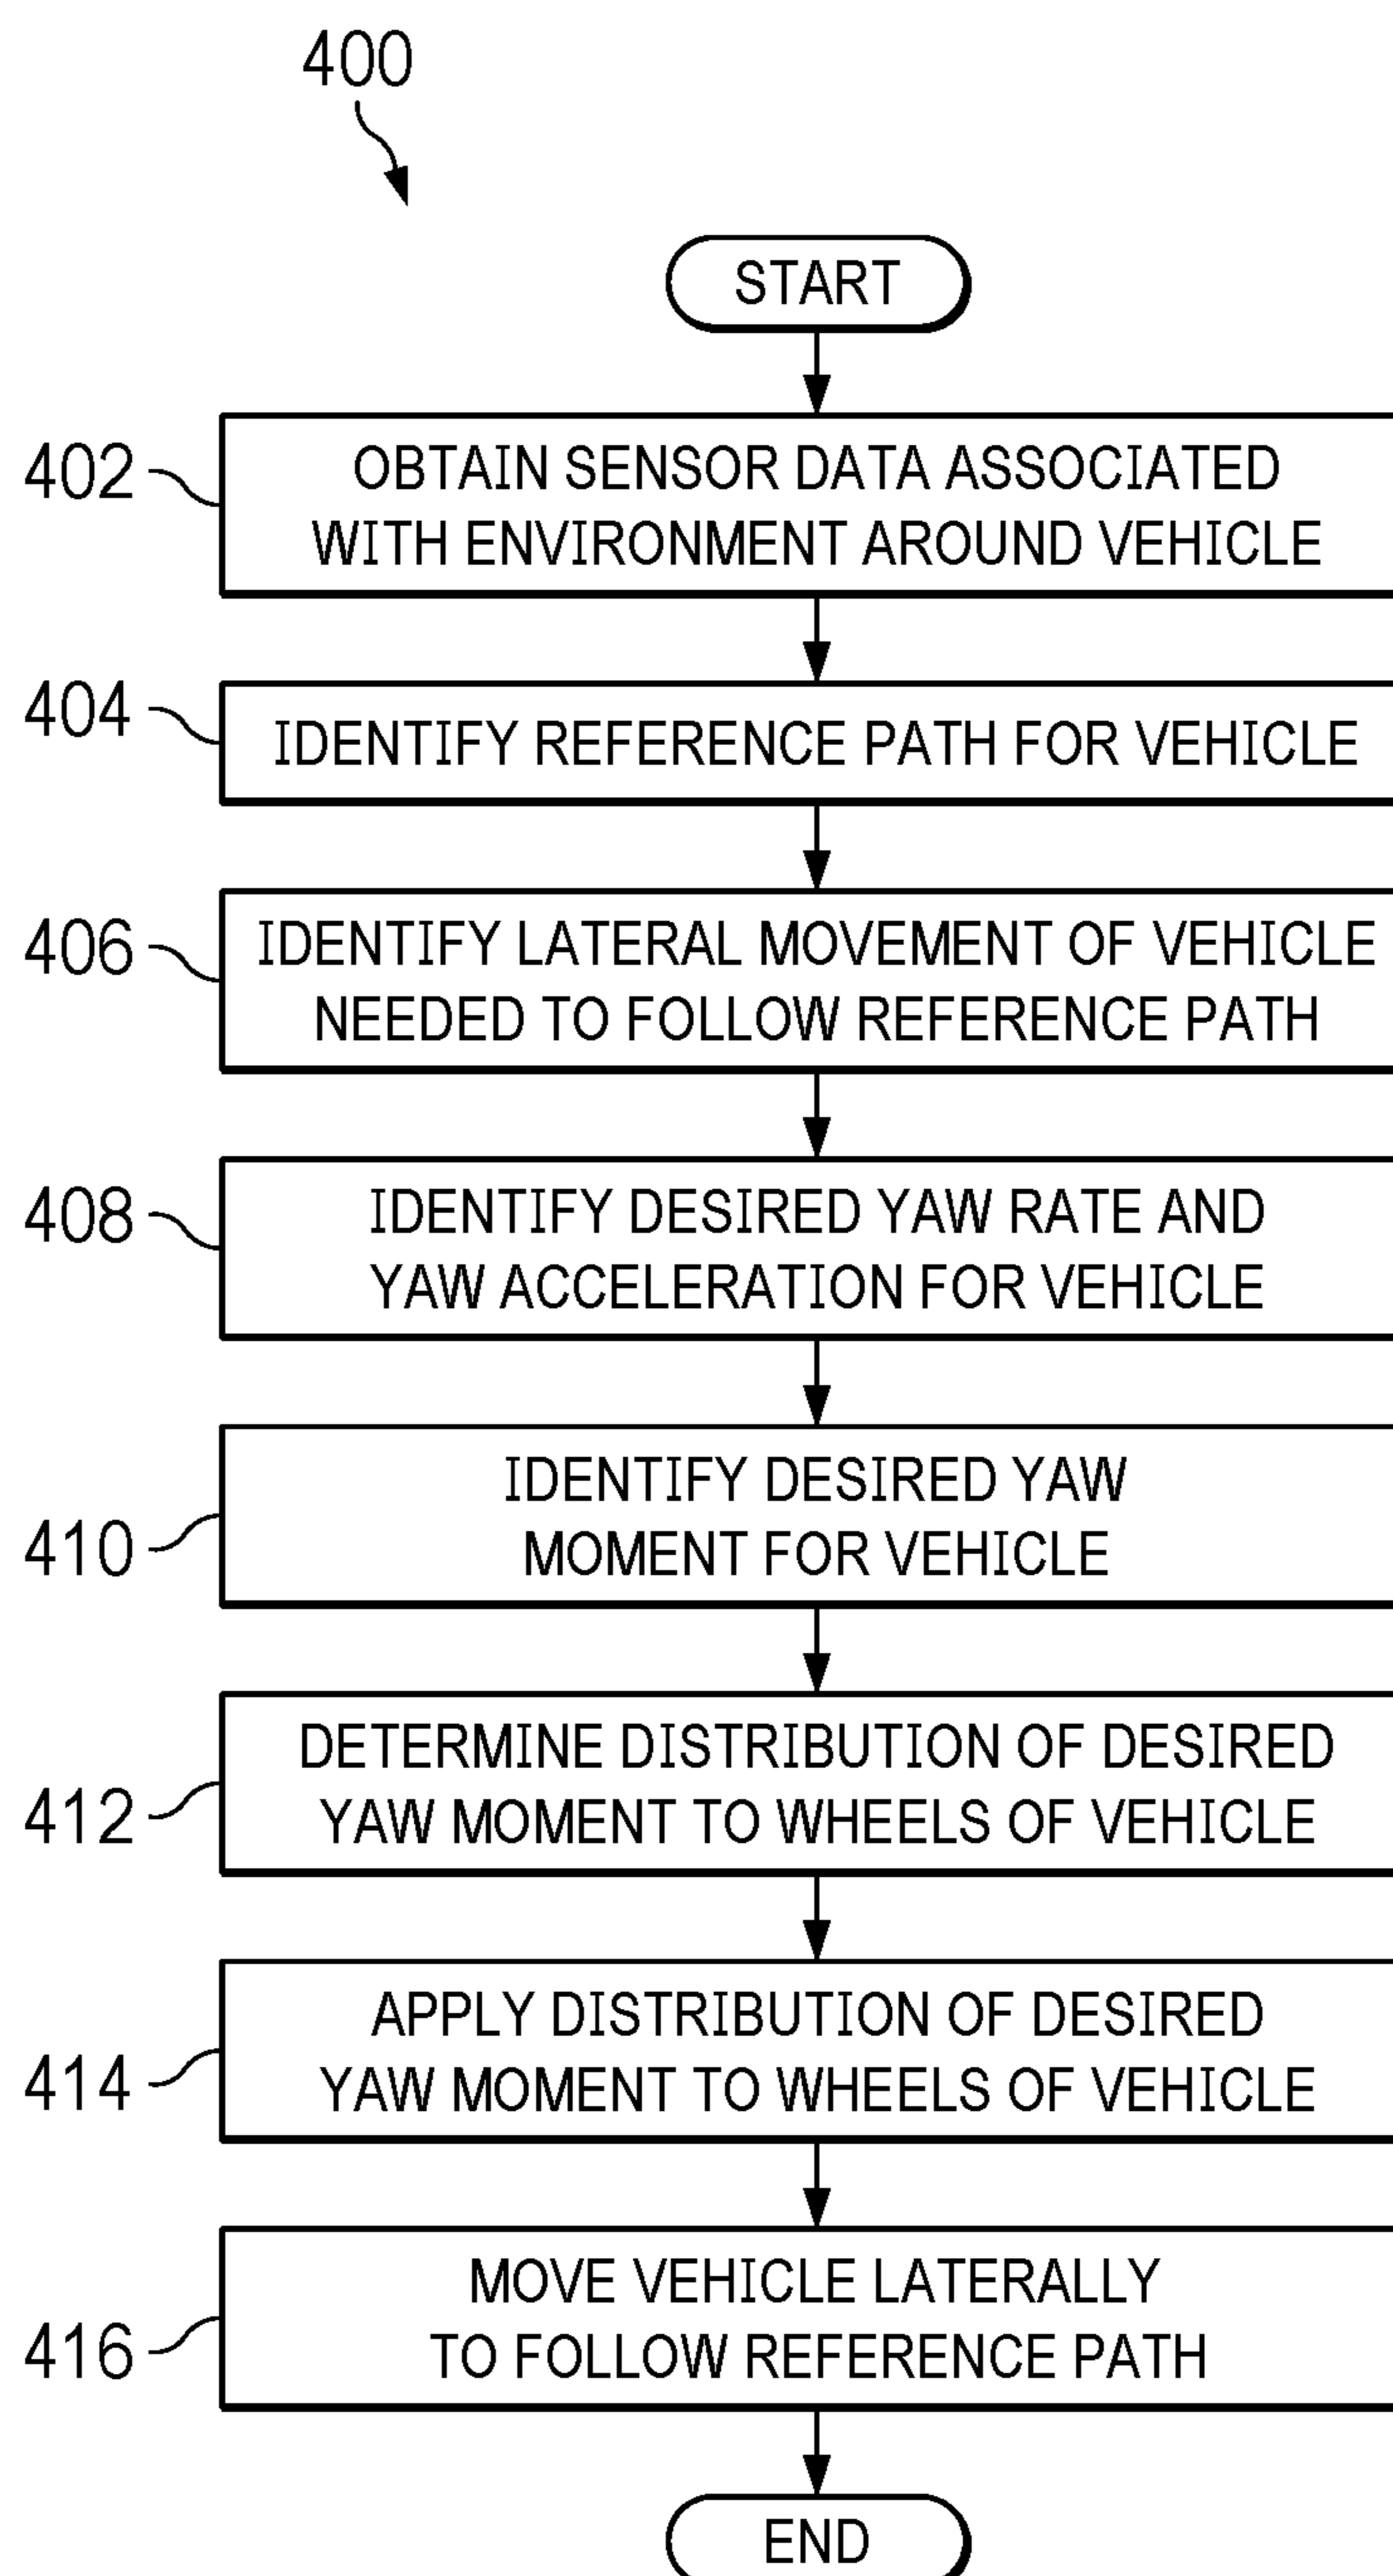 400
START
402
OBTAIN SENSOR DATA ASSOCIATED
WITH ENVIRONMENT AROUND VEHICLE
404
IDENTIFY REFERENCE PATH FOR VEHICLE
406
IDENTIFY LATERAL MOVEMENT OF VEHICLE
NEEDED TO FOLLOW REFERENCE PATH
408
IDENTIFY DESIRED YAW RATE AND
YAW ACCELERATION FOR VEHICLE
410
IDENTIFY DESIRED YAW
MOMENT FOR VEHICLE
412
DETERMINE DISTRIBUTION OF DESIRED
YAW MOMENT TO WHEELS OF VEHICLE
414
APPLY DISTRIBUTION OF DESIRED
YAW MOMENT TO WHEELS OF VEHICLE
416
MOVE VEHICLE LATERALLY
TO FOLLOW REFERENCE PATH
END